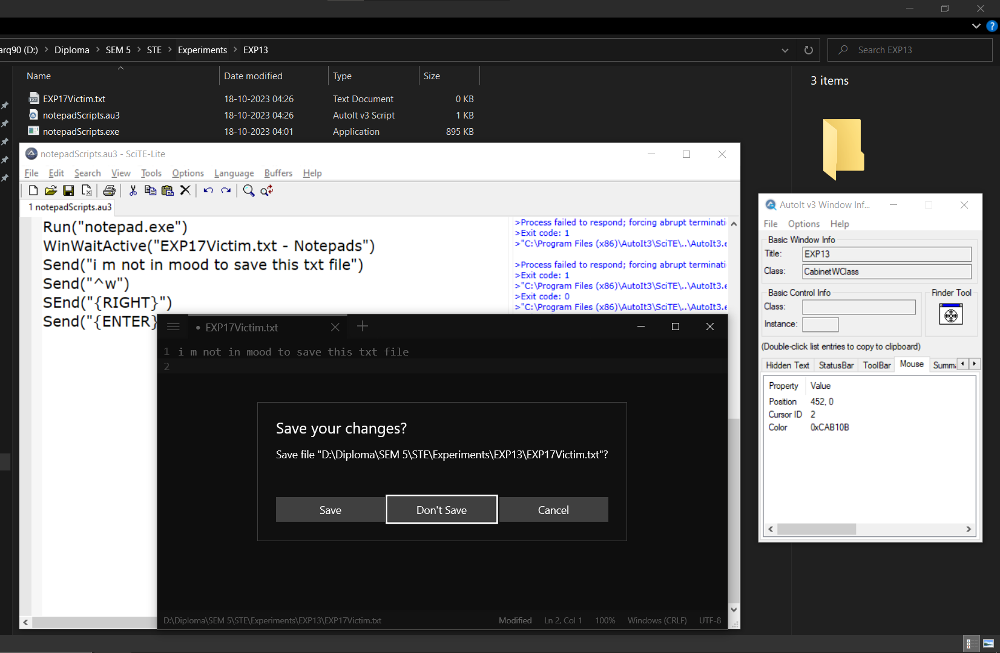 arq90 (D:) > Diploma > SEM 5 > STE > Experiments > EXP13
Search EXP13
?
Name Date modified Type Size
EXP17Victim.txt 18-10-2023 04:26 Text Document 0 KB
notepadScripts.au3 18-10-2023 04:26 AutoIt v3 Script 1 KB
notepadScripts.exe 18-10-2023 04:01 Application 895 KB
3 items
notepadScripts.au3 - SciTE-Lite
File Edit Search View Tools Options Language Buffers Help
1 notepadScripts.au3
Run("notepad.exe")
WinWaitActive("EXP17Victim.txt - Notepads")
Send("i m not in mood to save this txt file")
Send("^w")
SEnd("{RIGHT}")
Send("{ENTER}
>Process failed to respond; forcing abrupt terminati
>Exit code: 1
>"C:\Program Files (x86)\AutoIt3\SciTE\..\AutoIt3.e
>Process failed to respond; forcing abrupt terminati
>Exit code: 1
>"C:\Program Files (x86)\AutoIt3\SciTE\..\AutoIt3.e
>Exit code: 0
>"C:\Program Files (x86)\AutoIt3\SciTE\..\AutoIt3.e
• EXP17Victim.txt
1 i m not in mood to save this txt file
2
Save your changes?
Save file "D:\Diploma\SEM 5\STE\Experiments\EXP13\EXP17Victim.txt"?
Save Don't Save Cancel
D:\Diploma\SEM 5\STE\Experiments\EXP13\EXP17Victim.txt Modified Ln 2, Col 1 100% Windows (CRLF) UTF-8
AutoIt v3 Window Inf...
File Options Help
Basic Window Info
Title: EXP13
Class: CabinetWClass
Basic Control Info
Class:
Instance:
Finder Tool
(Double-click list entries to copy to clipboard)
Hidden Text StatusBar ToolBar Mouse Summ
Property Value
Position 452, 0
Cursor ID 2
Color 0xCAB10B